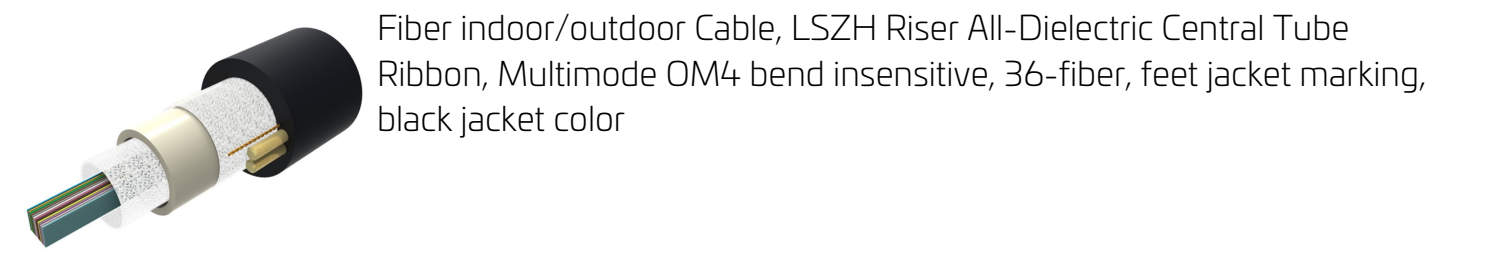 Fiber indoor/outdoor Cable, LSZH Riser All-Dielectric Central Tube
Ribbon, Multimode OM4 bend insensitive, 36-fiber, feet jacket marking,
black jacket color